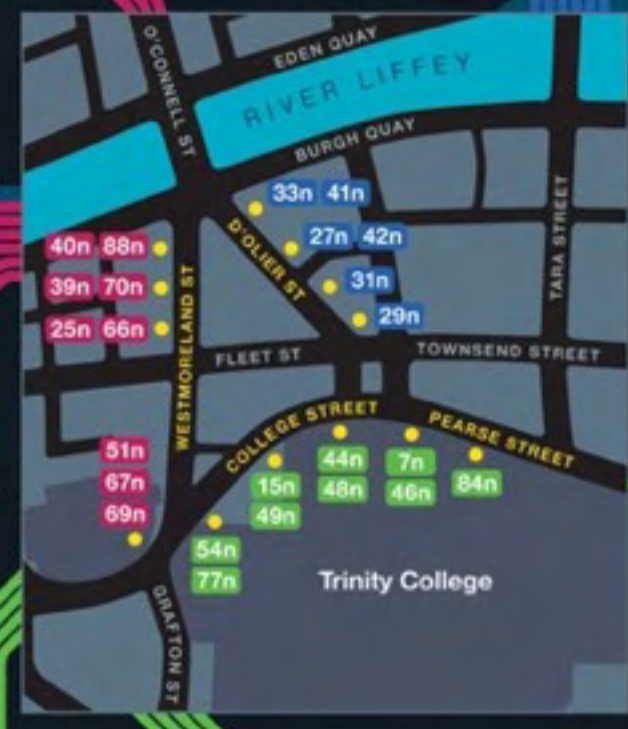 O'CONNELL ST
EDEN QUAY
RIVER LIFFEY
BURGH QUAY
TARA STREET
33n 41n
D'OLIER ST
27n 42n
31n
29n
40n 88n
39n 70n
25n 66n
WESTMORELAND ST
FLEET ST
TOWNSEND STREET
COLLEGE STREET
PEARSE STREET
51n
67n
69n
44n
48n
7n
46n
84n
15n
49n
54n
77n
Trinity College
GRAFTON ST